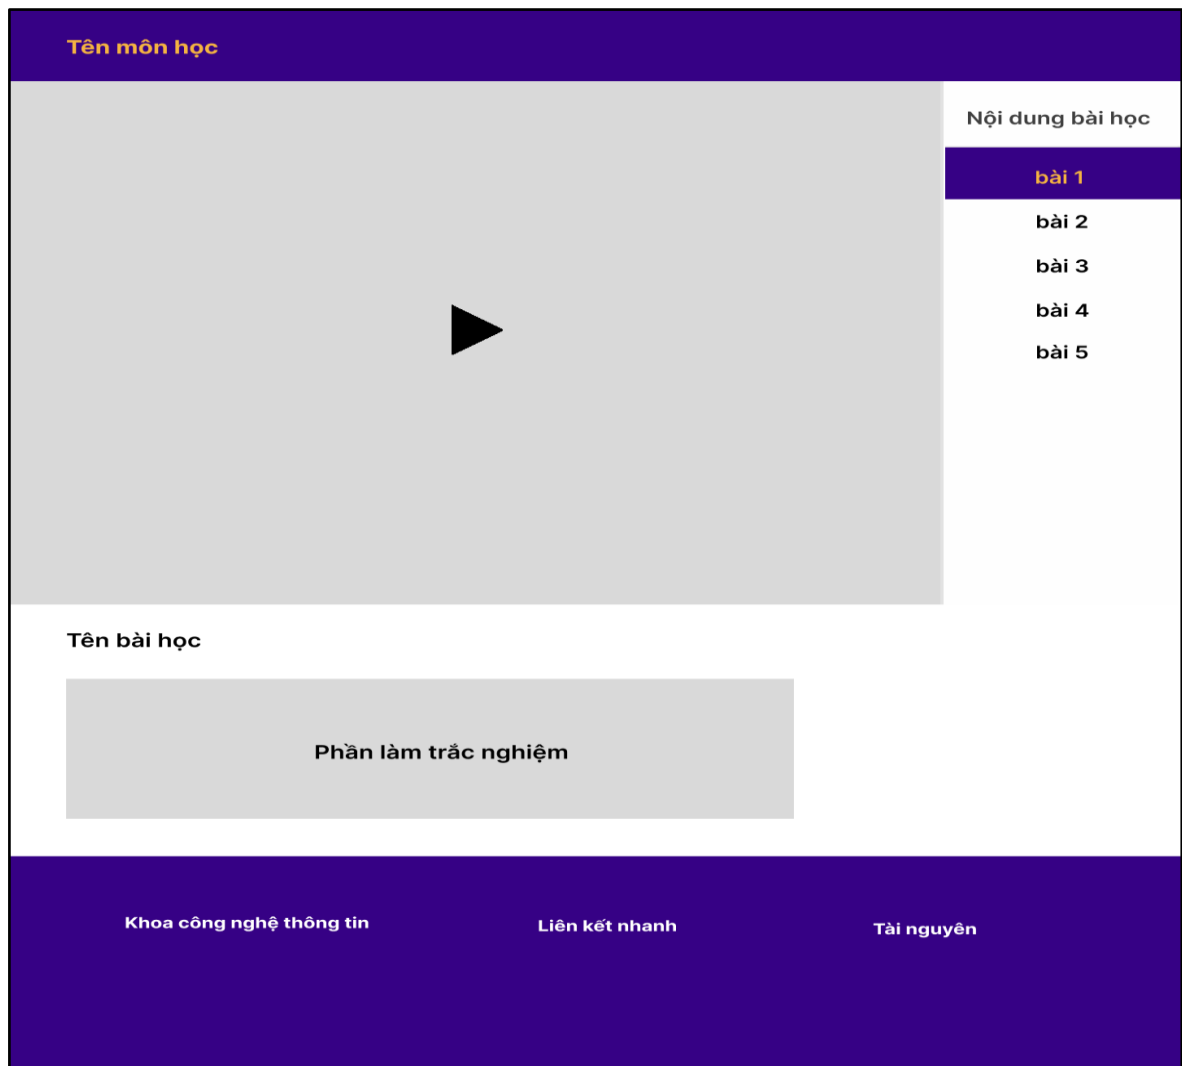 Tên môn học
Nội dung bài học
bài 1
bài 2
bài 3
bài 4
bài 5
Tên bài học
Phần làm trắc nghiệm
Khoa công nghệ thông tin
Liên kết nhanh
Tài nguyên